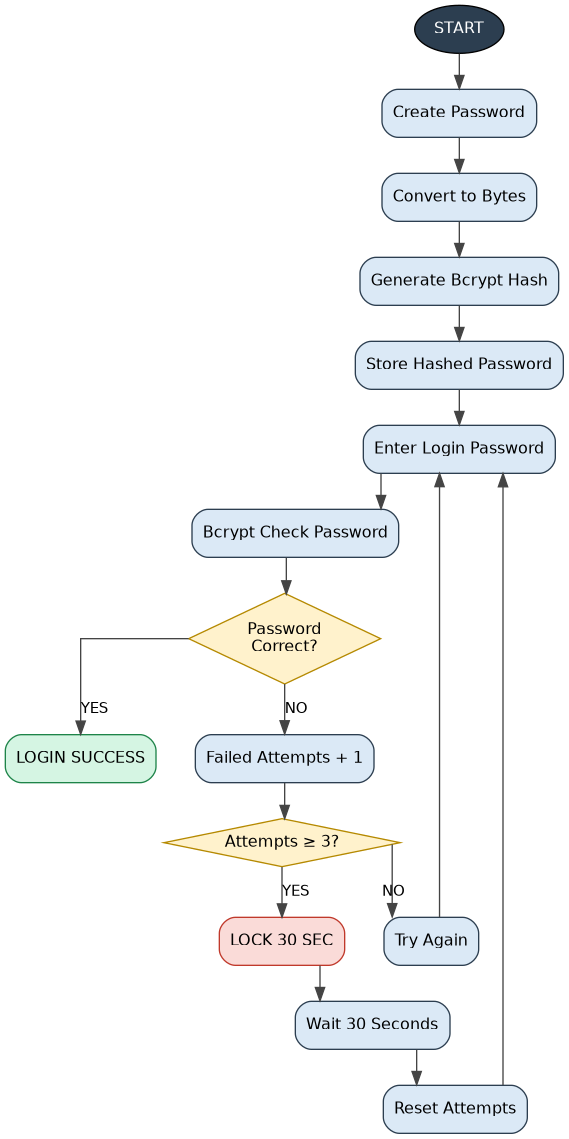 START
Create Password
Convert to Bytes
Generate Bcrypt Hash
Store Hashed Password
Enter Login Password
Bcrypt Check Password
Password
Correct?
YES
NO
LOGIN SUCCESS
Failed Attempts + 1
Attempts ≥ 3?
YES
NO
LOCK 30 SEC
Try Again
Wait 30 Seconds
Reset Attempts